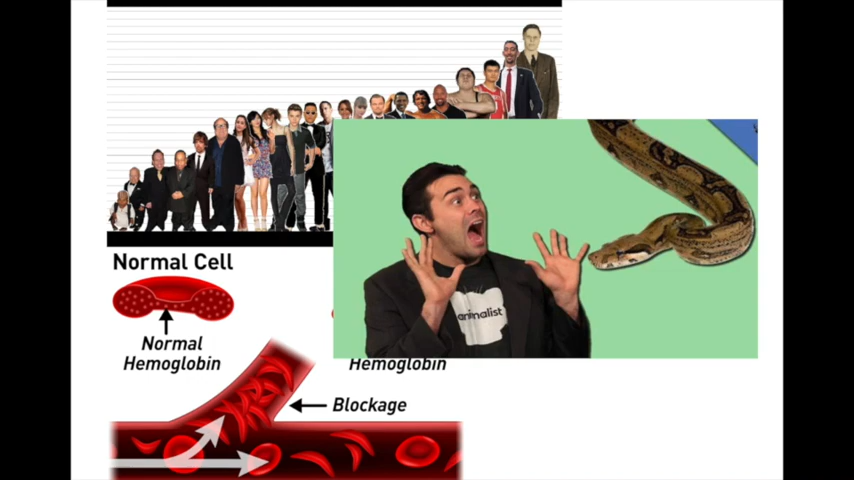 Normal Cell
Normal
Hemoglobin
Hemoglobin
Blockage
animalist